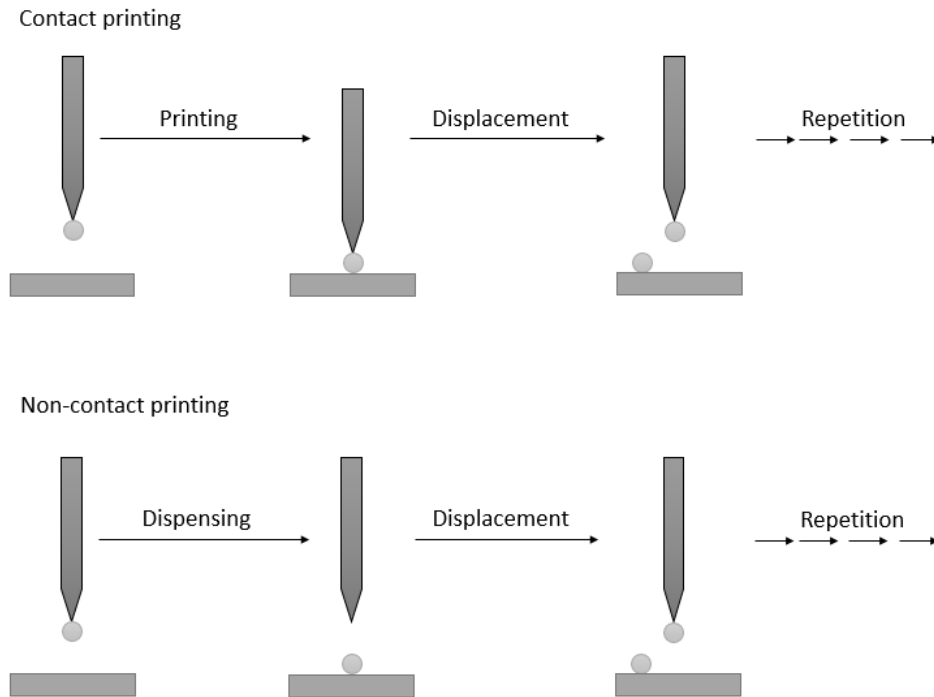 Contact printing
Printing
Displacement
Repetition
Non-contact printing
Dispensing
Displacement
Repetition